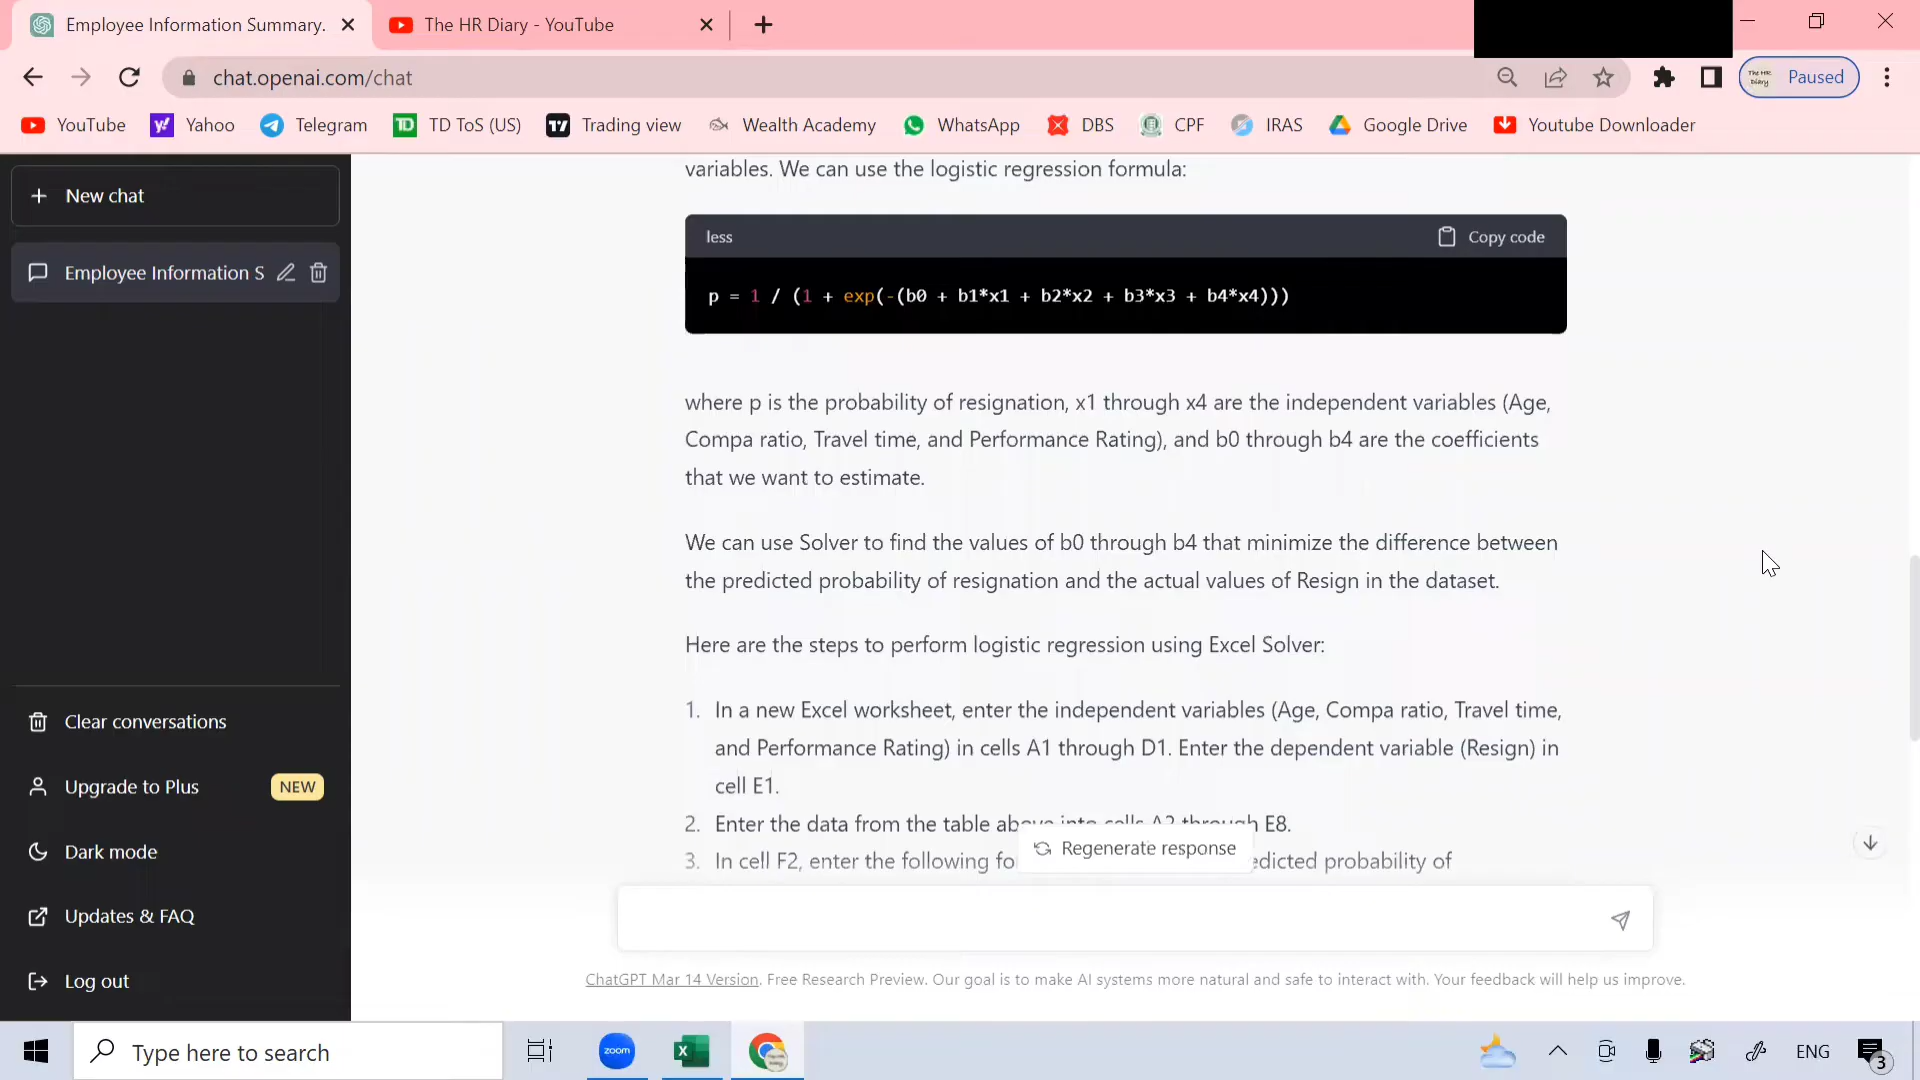 Employee Information Summary.
The HR Diary - YouTube
chat.openai.com/chat
The HR Diary
Paused
YouTube
Yahoo
Telegram
TD ToS (US)
Trading view
Wealth Academy
WhatsApp
DBS
CPF
IRAS
Google Drive
Youtube Downloader
New chat
Employee Information S
Clear conversations
Upgrade to Plus
NEW
Dark mode
Updates & FAQ
Log out
variables. We can use the logistic regression formula:
less
Copy code
p = 1 / (1 + exp(-(b0 + b1*x1 + b2*x2 + b3*x3 + b4*x4)))
where p is the probability of resignation, x1 through x4 are the independent variables (Age,
Compa ratio, Travel time, and Performance Rating), and b0 through b4 are the coefficients
that we want to estimate.
We can use Solver to find the values of b0 through b4 that minimize the difference between
the predicted probability of resignation and the actual values of Resign in the dataset.
Here are the steps to perform logistic regression using Excel Solver:
1. In a new Excel worksheet, enter the independent variables (Age, Compa ratio, Travel time,
and Performance Rating) in cells A1 through D1. Enter the dependent variable (Resign) in
cell E1.
2. Enter the data from the table above into cells A2 through E8.
3. In cell F2, enter the following fo
edicted probability of
Regenerate response
ChatGPT Mar 14 Version. Free Research Preview. Our goal is to make AI systems more natural and safe to interact with. Your feedback will help us improve.
Type here to search
zoom
ENG
3